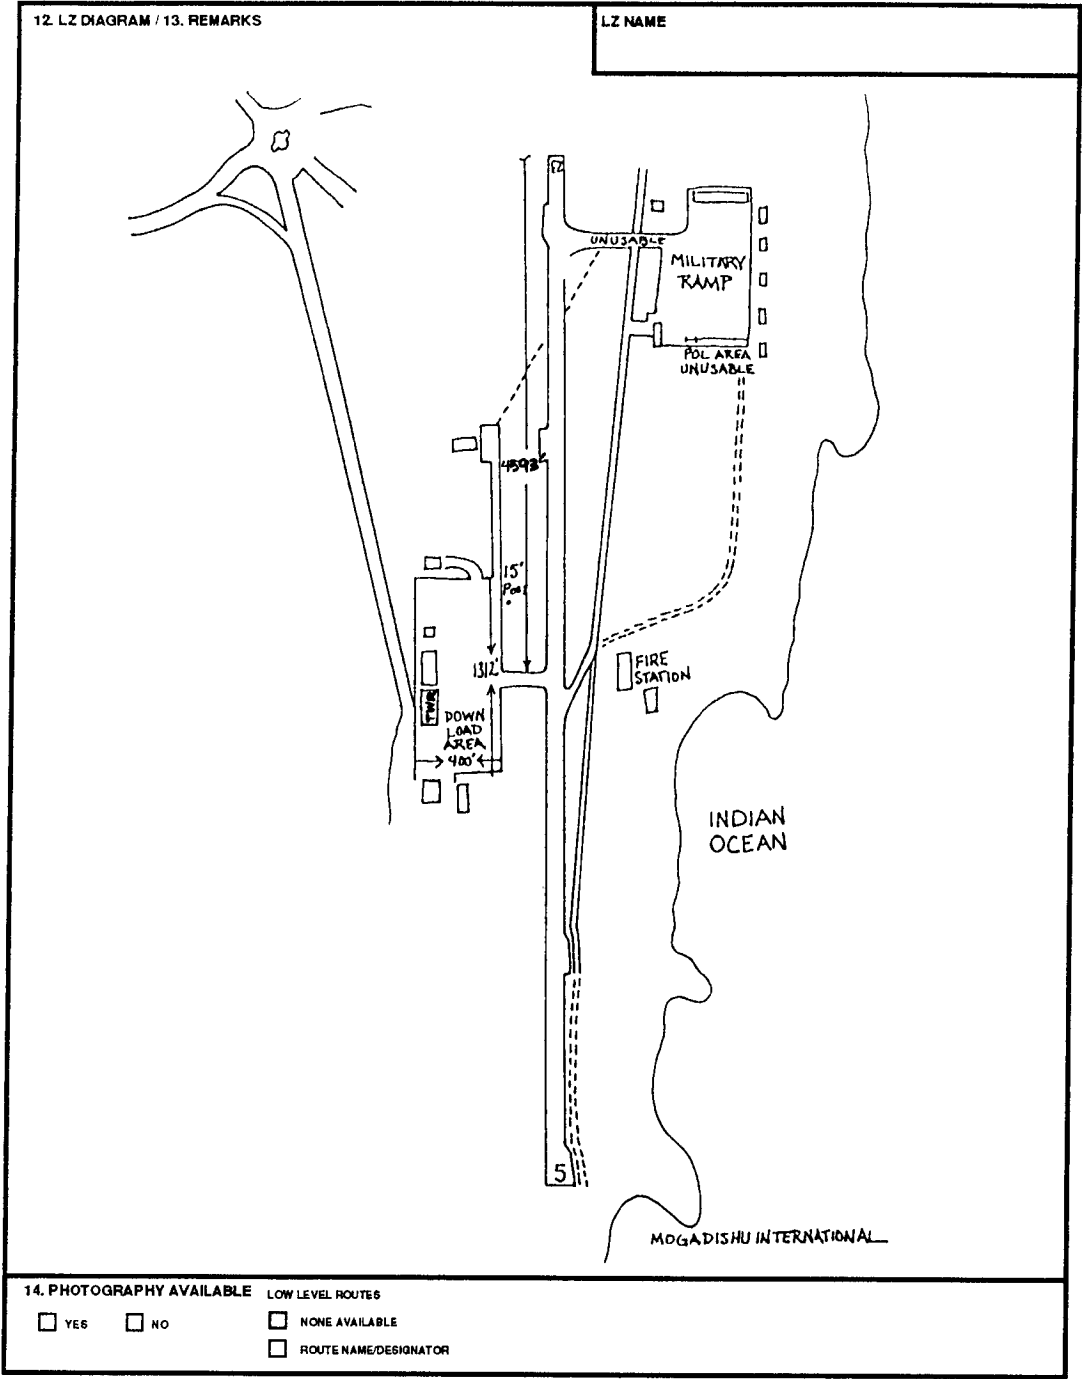 12. LZ DIAGRAM / 13. REMARKS
LZ NAME
23
UNUSABLE
MILITARY
RAMP
POL AREA
UNUSABLE
4593'
15'
Post
1312'
FIRE
STATION
TWR
DOWN
LOAD
AREA
400'
INDIAN
OCEAN
5
MOGADISHU INTERNATIONAL
14. PHOTOGRAPHY AVAILABLE
LOW LEVEL ROUTES
YES
NO
NONE AVAILABLE
ROUTE NAME/DESIGNATOR